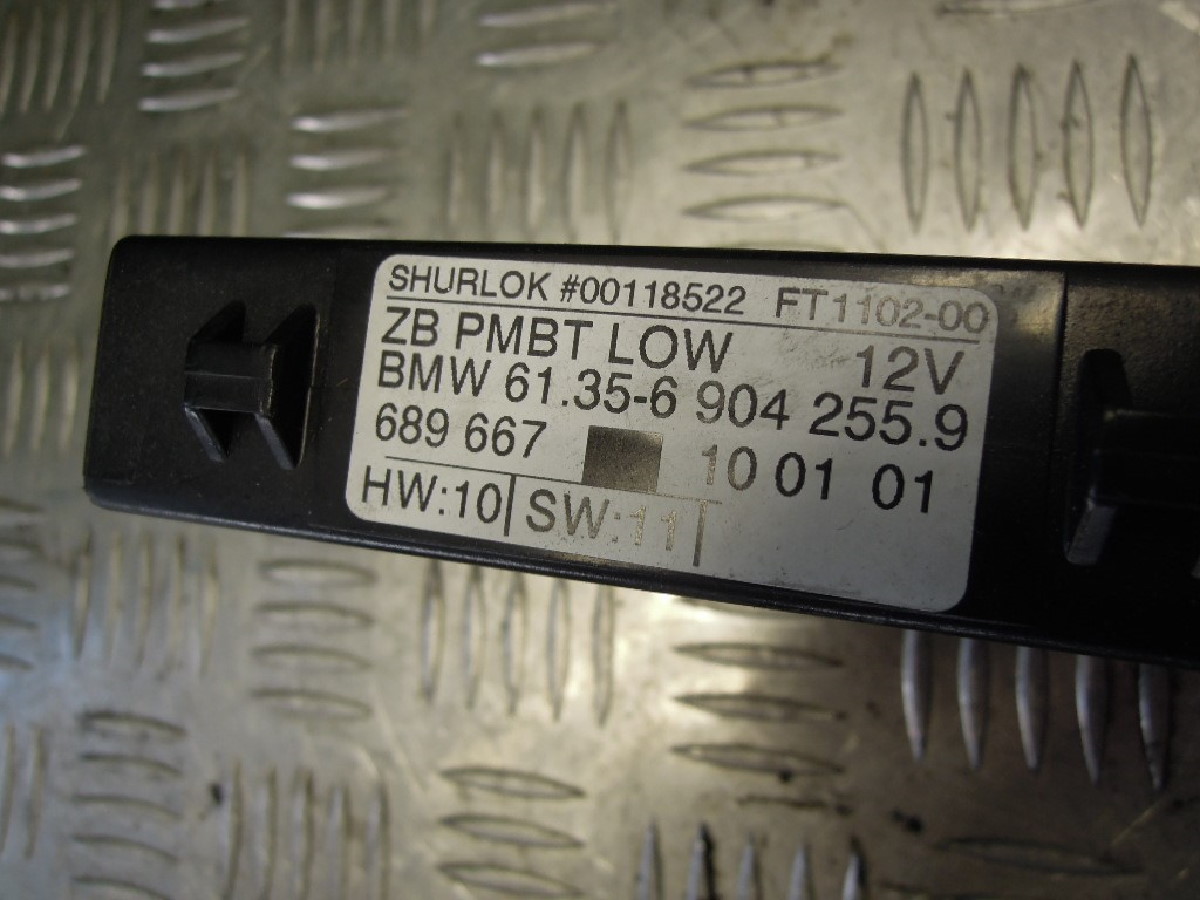 SHURLOK #00118522 FT1102-00
ZB PMBT LOW 12V
BMW 61.35-6 904 255.9
689 667 10 01 01
HW:10 SW:11